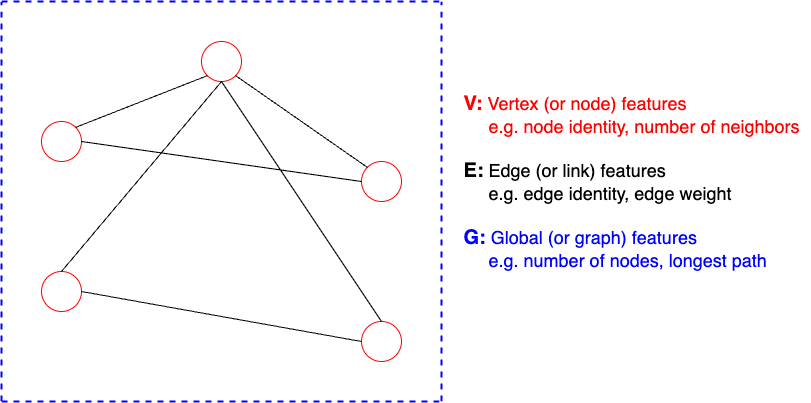 V: Vertex (or node) features
e.g. node identity, number of neighbors
E: Edge (or link) features
e.g. edge identity, edge weight
G: Global (or graph) features
e.g. number of nodes, longest path